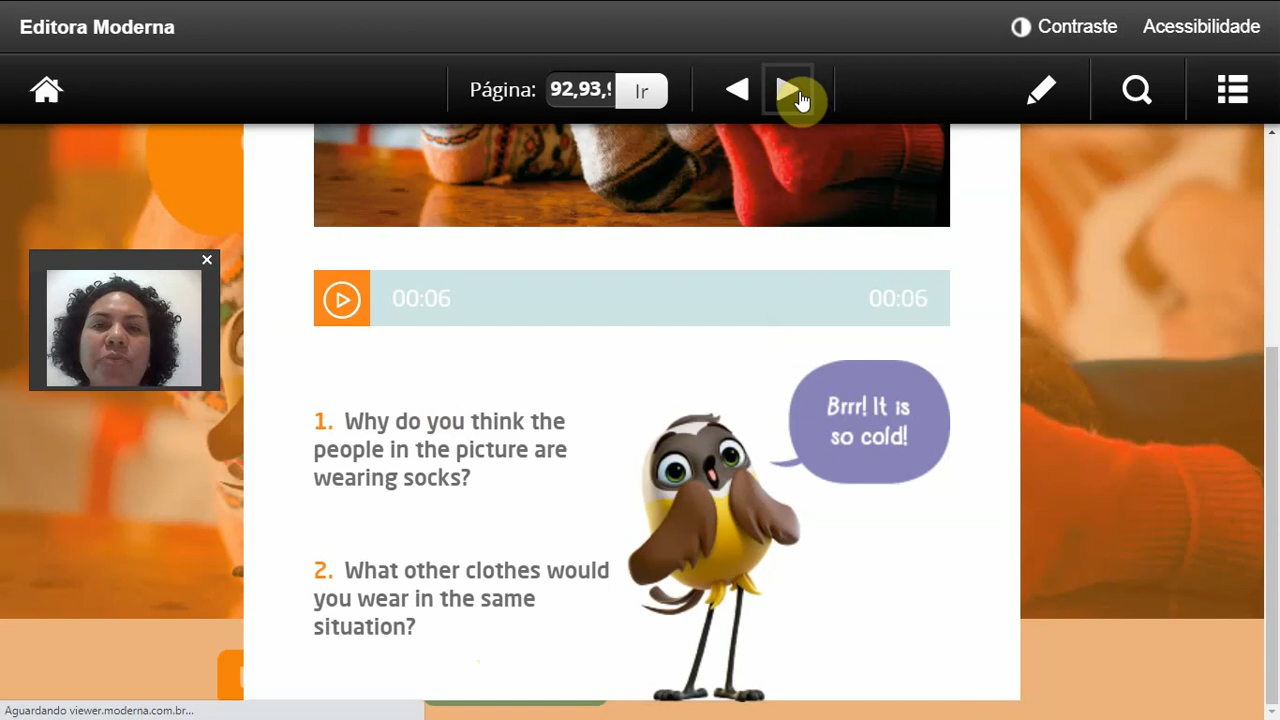 Editora Moderna
Contraste
Acessibilidade
Página:
92,93,
Ir
00:06
00:06
Brrr! It is
so cold!
1. Why do you think the
people in the picture are
wearing socks?
2. What other clothes would
you wear in the same
situation?
Aguardando viewer.moderna.com.br...